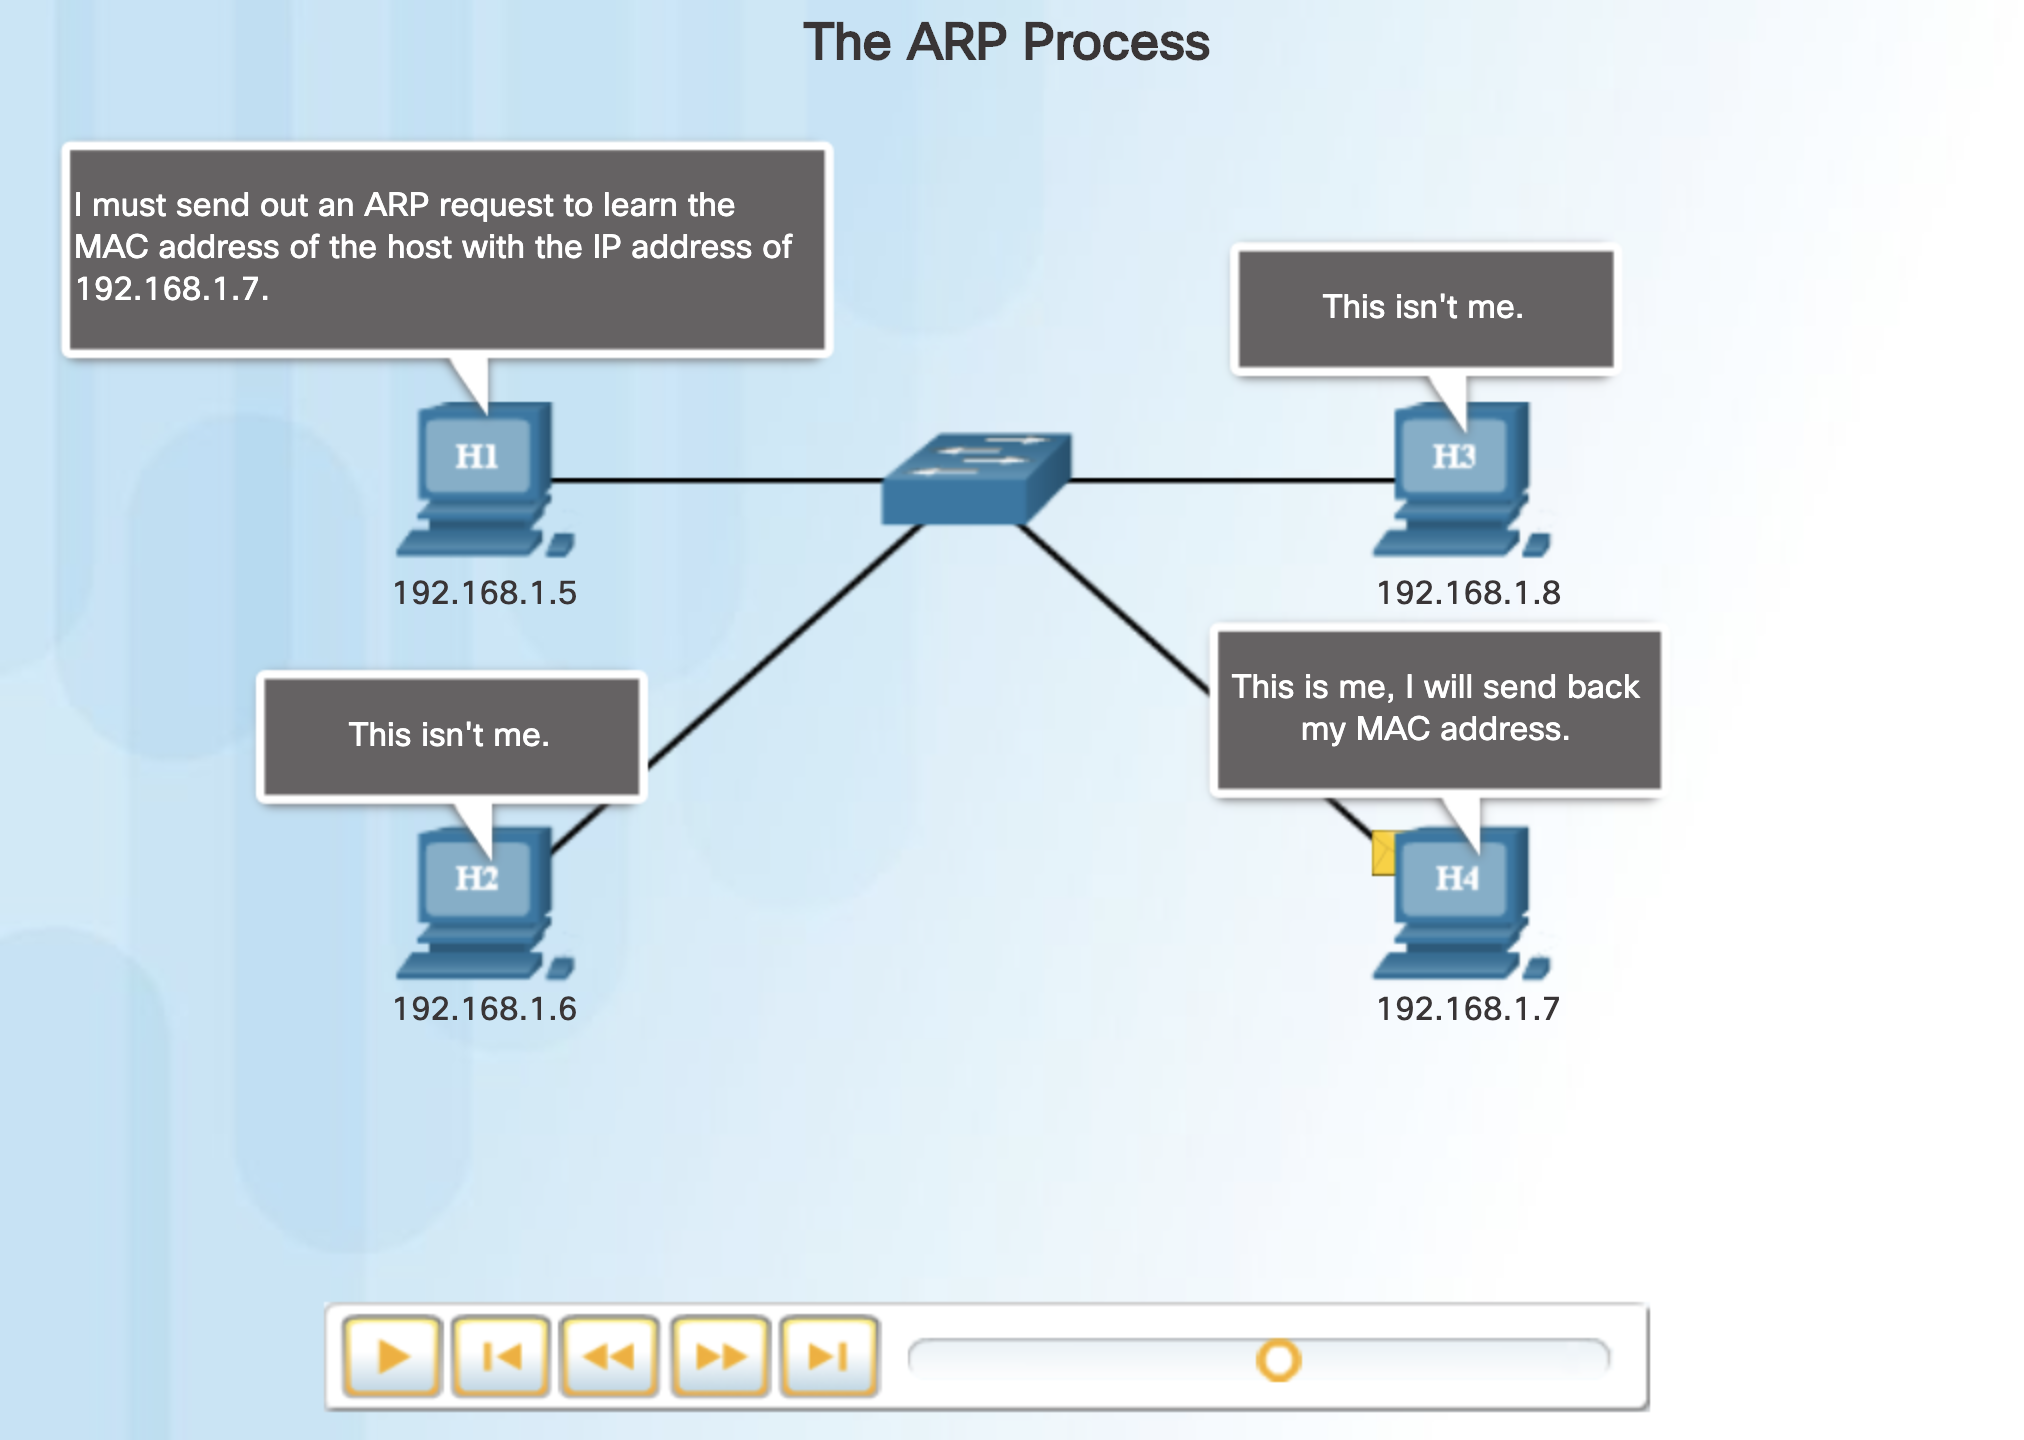 The ARP Process
I must send out an ARP request to learn the
MAC address of the host with the IP address of
192.168.1.7.
This isn't me.
H1
H3
192.168.1.5
192.168.1.8
This isn't me.
This is me, I will send back
my MAC address.
H2
H4
192.168.1.6
192.168.1.7